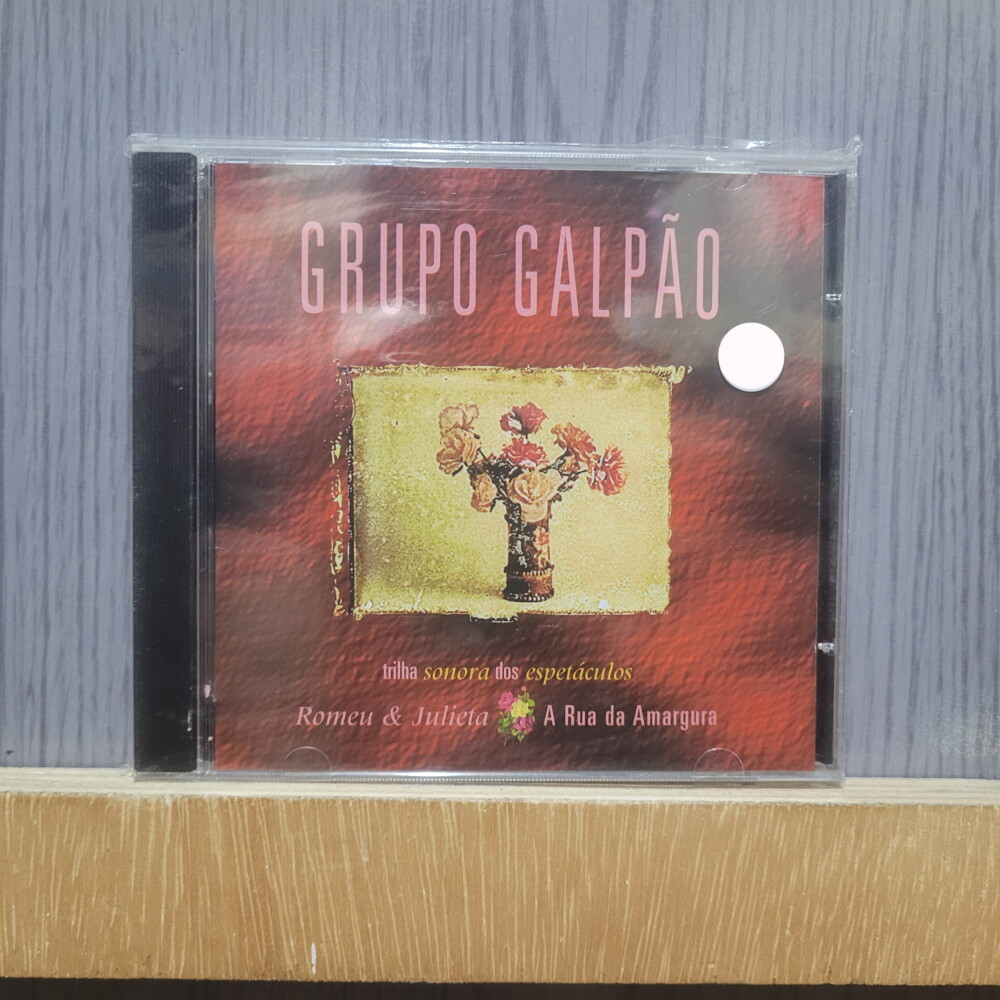 GRUPO GALPÃO
trilha sonora dos espetáculos
Romeu & Julieta A Rua da Amargura